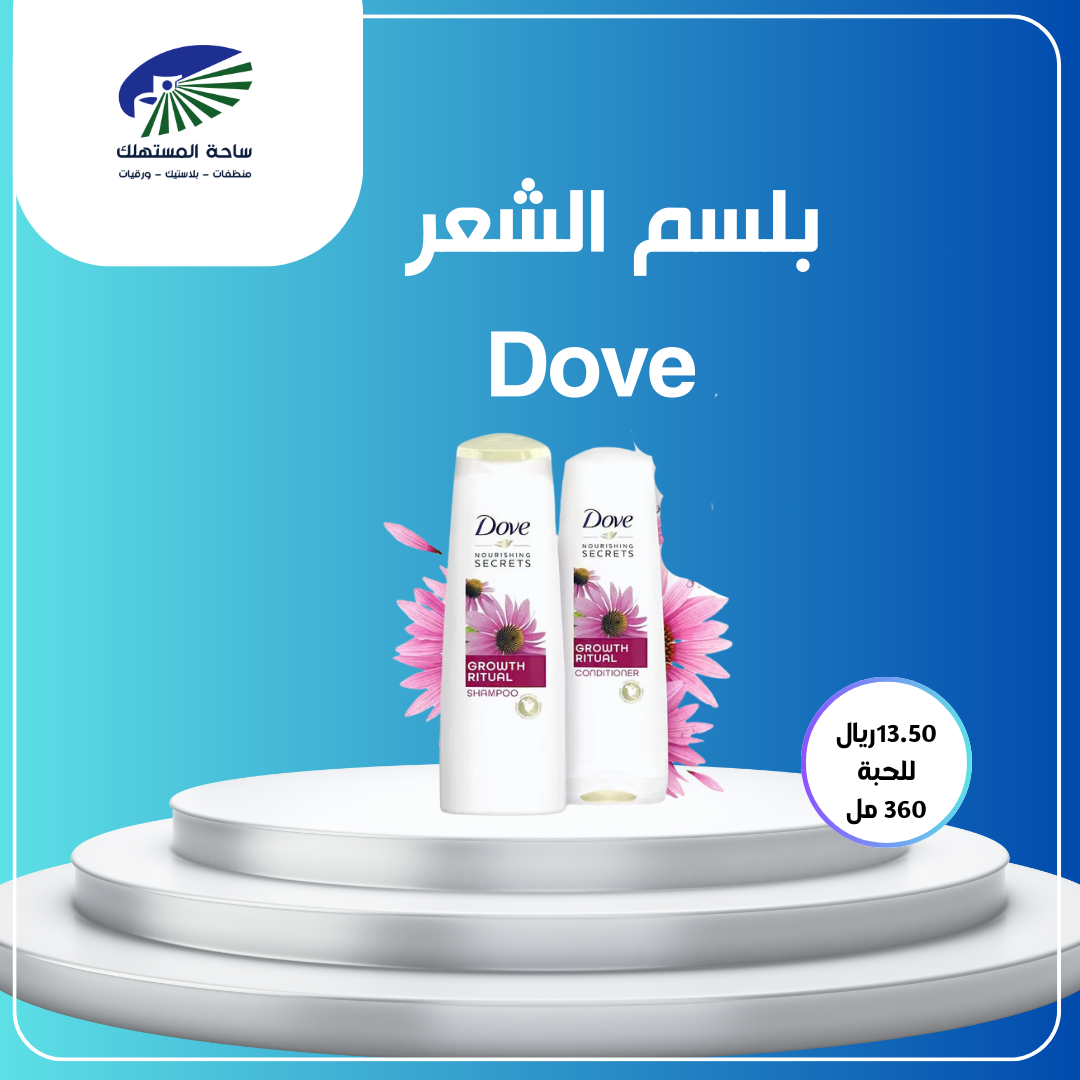 ساحة المستهلك
منظفات - بلاستيك - ورقيات
بلسم الشعر
Dove
Dove
NOURISHING
SECRETS
GROWTH
RITUAL
SHAMPOO
Dove
NOURISHING
SECRETS
GROWTH
RITUAL
CONDITIONER
13.50ريال
للحبة
360 مل